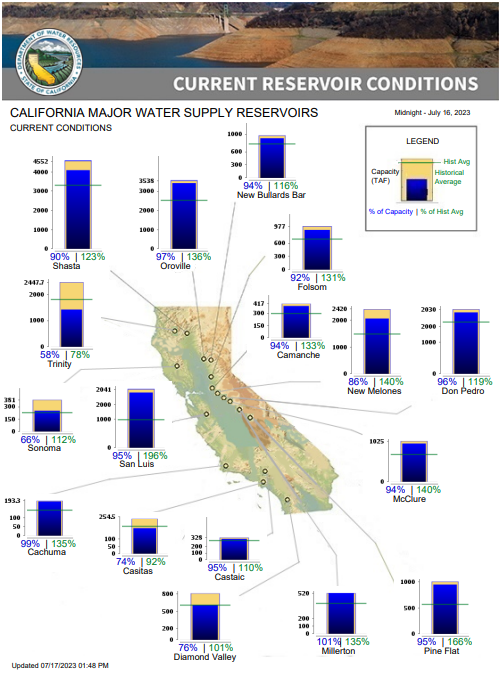 DEPARTMENT OF WATER RESOURCES
STATE OF CALIFORNIA
CURRENT RESERVOIR CONDITIONS
CALIFORNIA MAJOR WATER SUPPLY RESERVOIRS
Midnight - July 16, 2023
CURRENT CONDITIONS
LEGEND
Capacity
(TAF)
Hist Avg
Historical
Average
% of Capacity | % of Hist Avg
4552
4000
3000
2000
1000
0
90% | 123%
Shasta
3538
3000
2000
1000
0
97% | 136%
Oroville
1000
600
300
0
94% | 116%
New Bullards Bar
977
800
600
400
200
0
92% | 131%
Folsom
2447.7
2000
1000
0
58% | 78%
Trinity
417
300
150
0
94% | 133%
Camanche
2420
2000
1000
0
86% | 140%
New Melones
2030
2000
1000
0
96% | 119%
Don Pedro
381
300
150
0
66% | 112%
Sonoma
2041
1000
0
95% | 196%
San Luis
1025
500
0
94% | 140%
McClure
193.3
100
50
0
99% | 135%
Cachuma
254.5
100
50
0
74% | 92%
Casitas
325
200
100
0
95% | 110%
Castaic
800
600
400
200
0
76% | 101%
Diamond Valley
520
200
100
0
101% | 135%
Millerton
1000
500
0
95% | 166%
Pine Flat
Updated 07/17/2023 01:48 PM